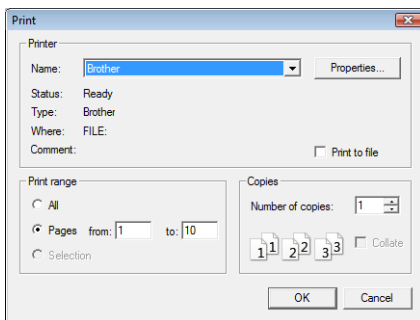 Print
Printer
Name: Brother Properties...
Status: Ready
Type: Brother
Where: FILE:
Comment: Print to file
Print range
All
Pages from: 1 to: 10
Selection
Copies
Number of copies: 1
1 1 2 2 3 3 Collate
OK Cancel